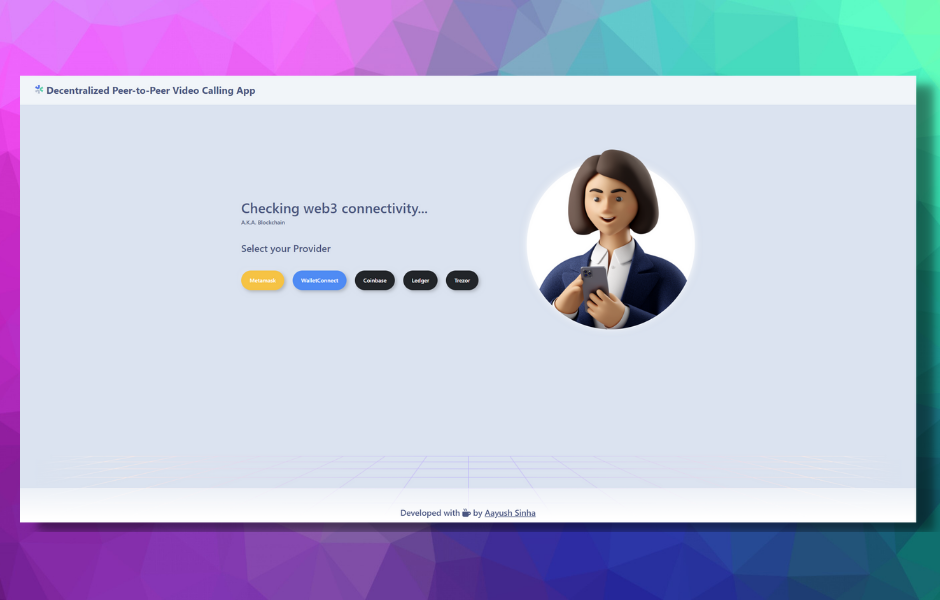 Decentralized Peer-to-Peer Video Calling App
Checking web3 connectivity...
A.K.A. Blockchain
Select your Provider
Metamask WalletConnect Coinbase Ledger Trezor
Developed with by Aayush Sinha